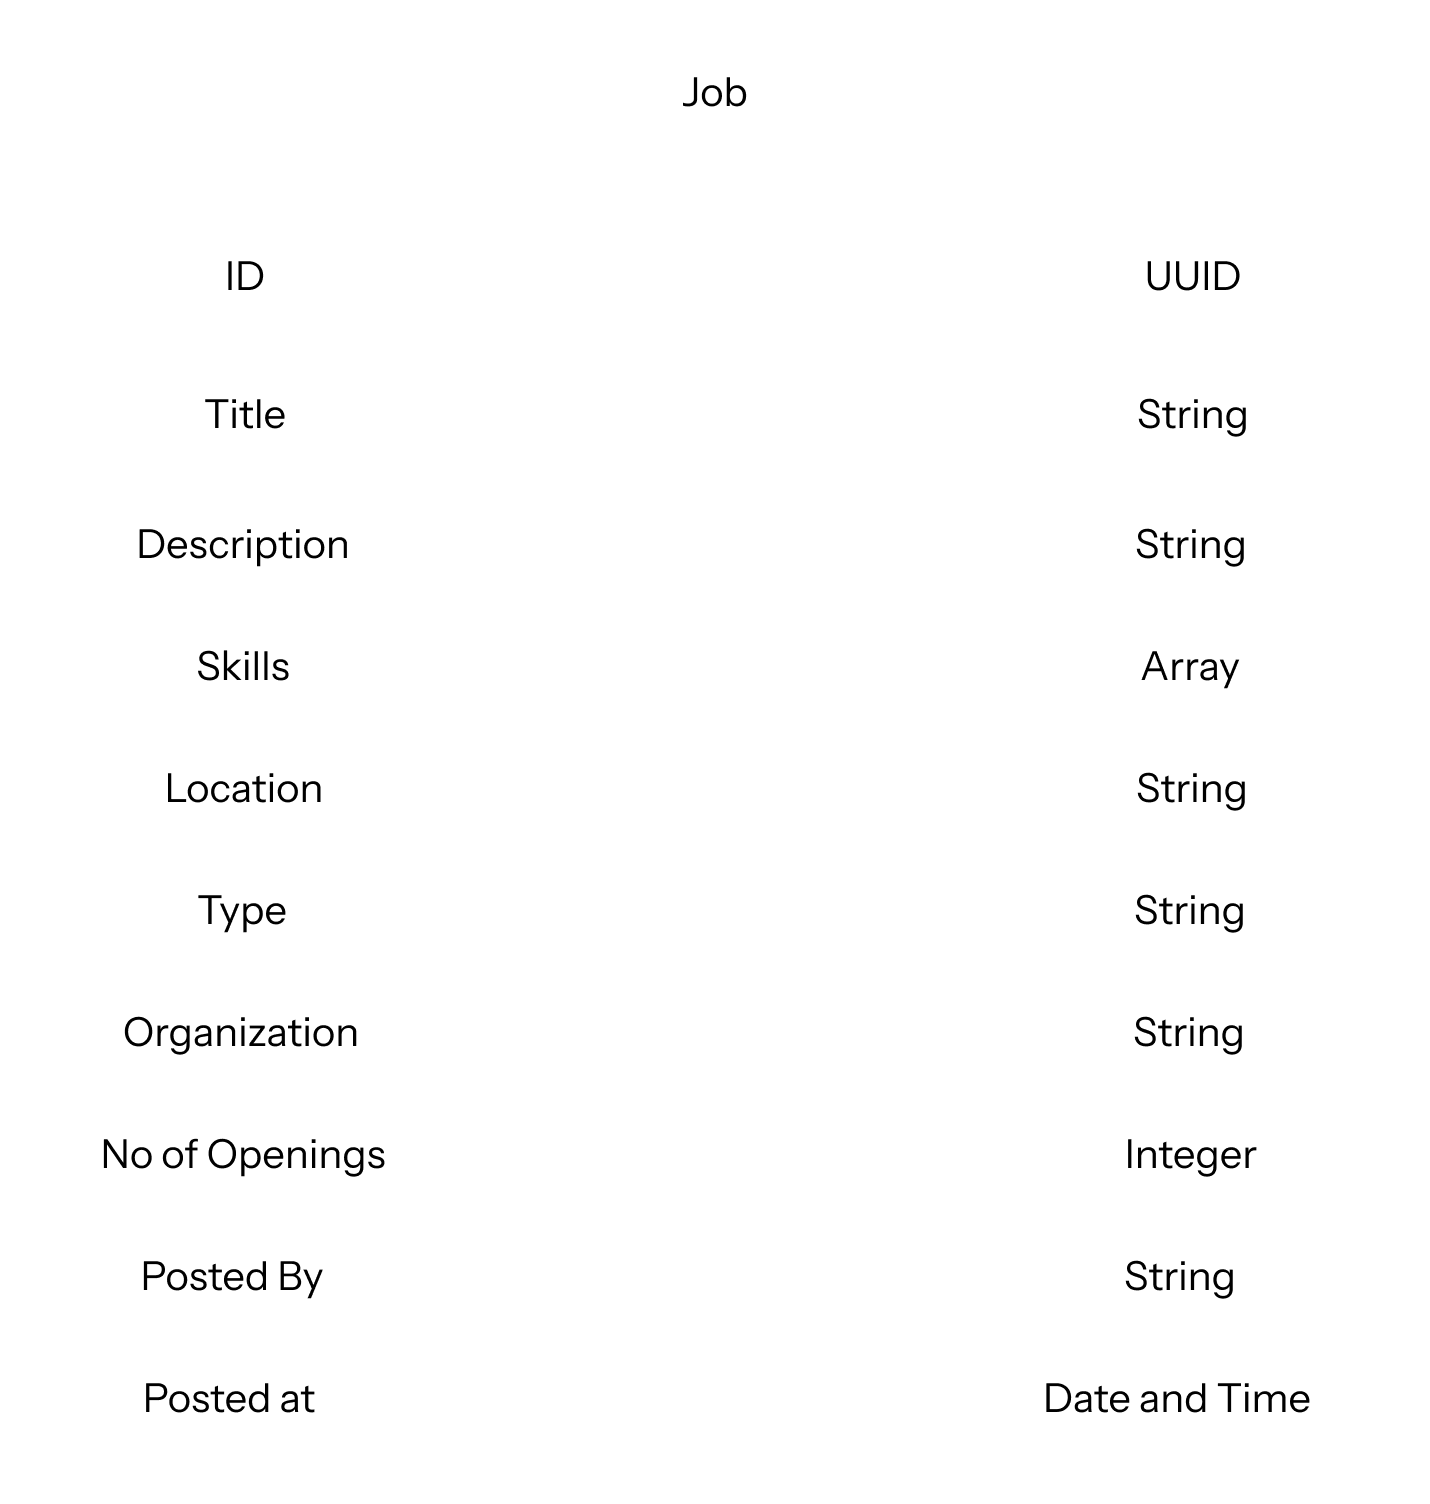 Job
ID UUID
Title String
Description String
Skills Array
Location String
Type String
Organization String
No of Openings Integer
Posted By String
Posted at Date and Time